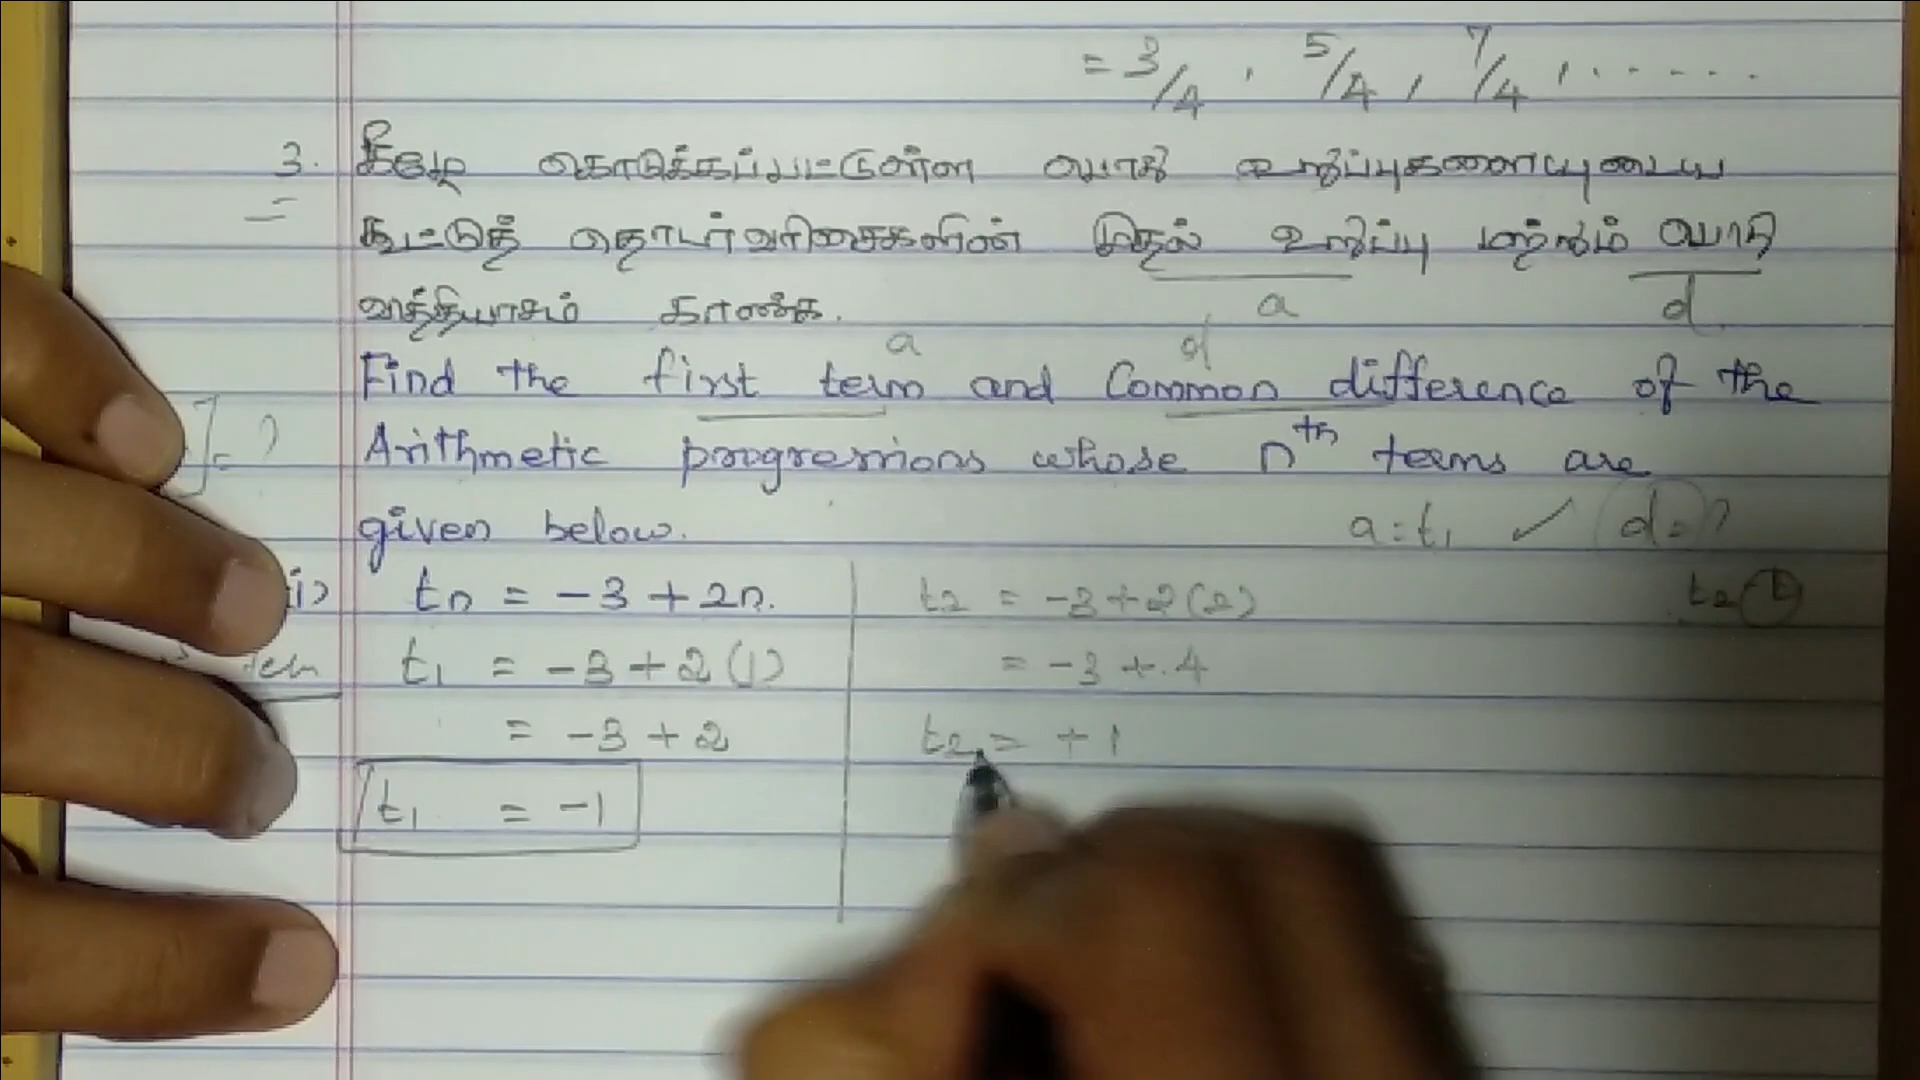 = 3/4 , 5/4 , 7/4 , . . . . . .
3. கீழே கொடுக்கப்பட்டுள்ள பொது உறுப்புகளையுடைய
கூட்டுத் தொடர்வரிசைகளின் முதல் உறுப்பு மற்றும் பொது
a d
வித்தியாசம் காண்க.
a d
Find the first term and Common difference of the
Arithmetic progressions whose nth terms are
given below. a = t1 ✓ d = ?
i) tn = -3 + 2n. t2 = -3 + 2(2)
t1 = -3 + 2(1) = -3 + 4
= -3 + 2 t2 = +1
t1 = -1